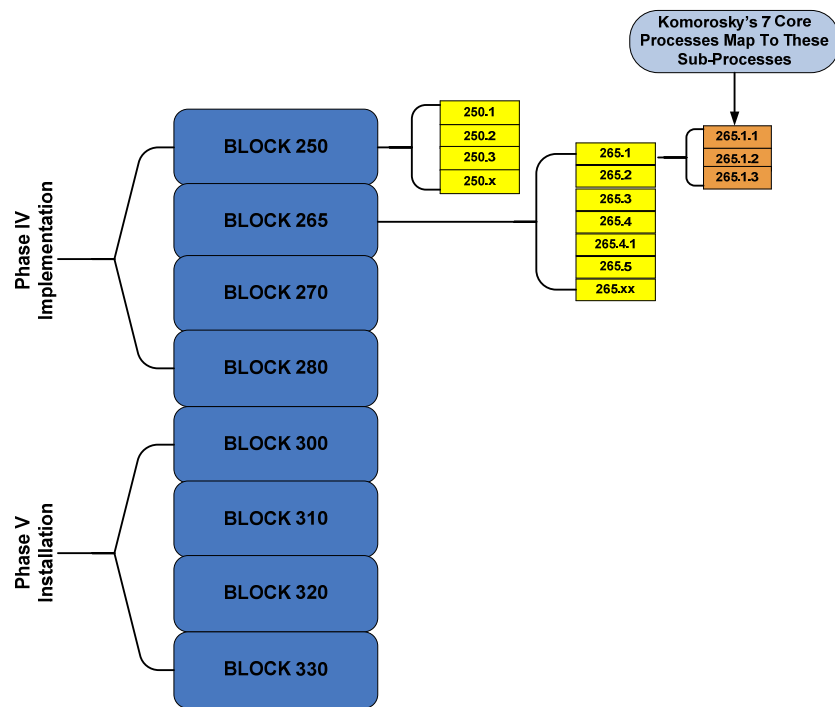 Komorosky's 7 Core
Processes Map To These
Sub-Processes
Phase IV
Implementation
BLOCK 250
BLOCK 265
BLOCK 270
BLOCK 280
250.1
250.2
250.3
250.x
265.1
265.2
265.3
265.4
265.4.1
265.5
265.xx
265.1.1
265.1.2
265.1.3
Phase V
Installation
BLOCK 300
BLOCK 310
BLOCK 320
BLOCK 330